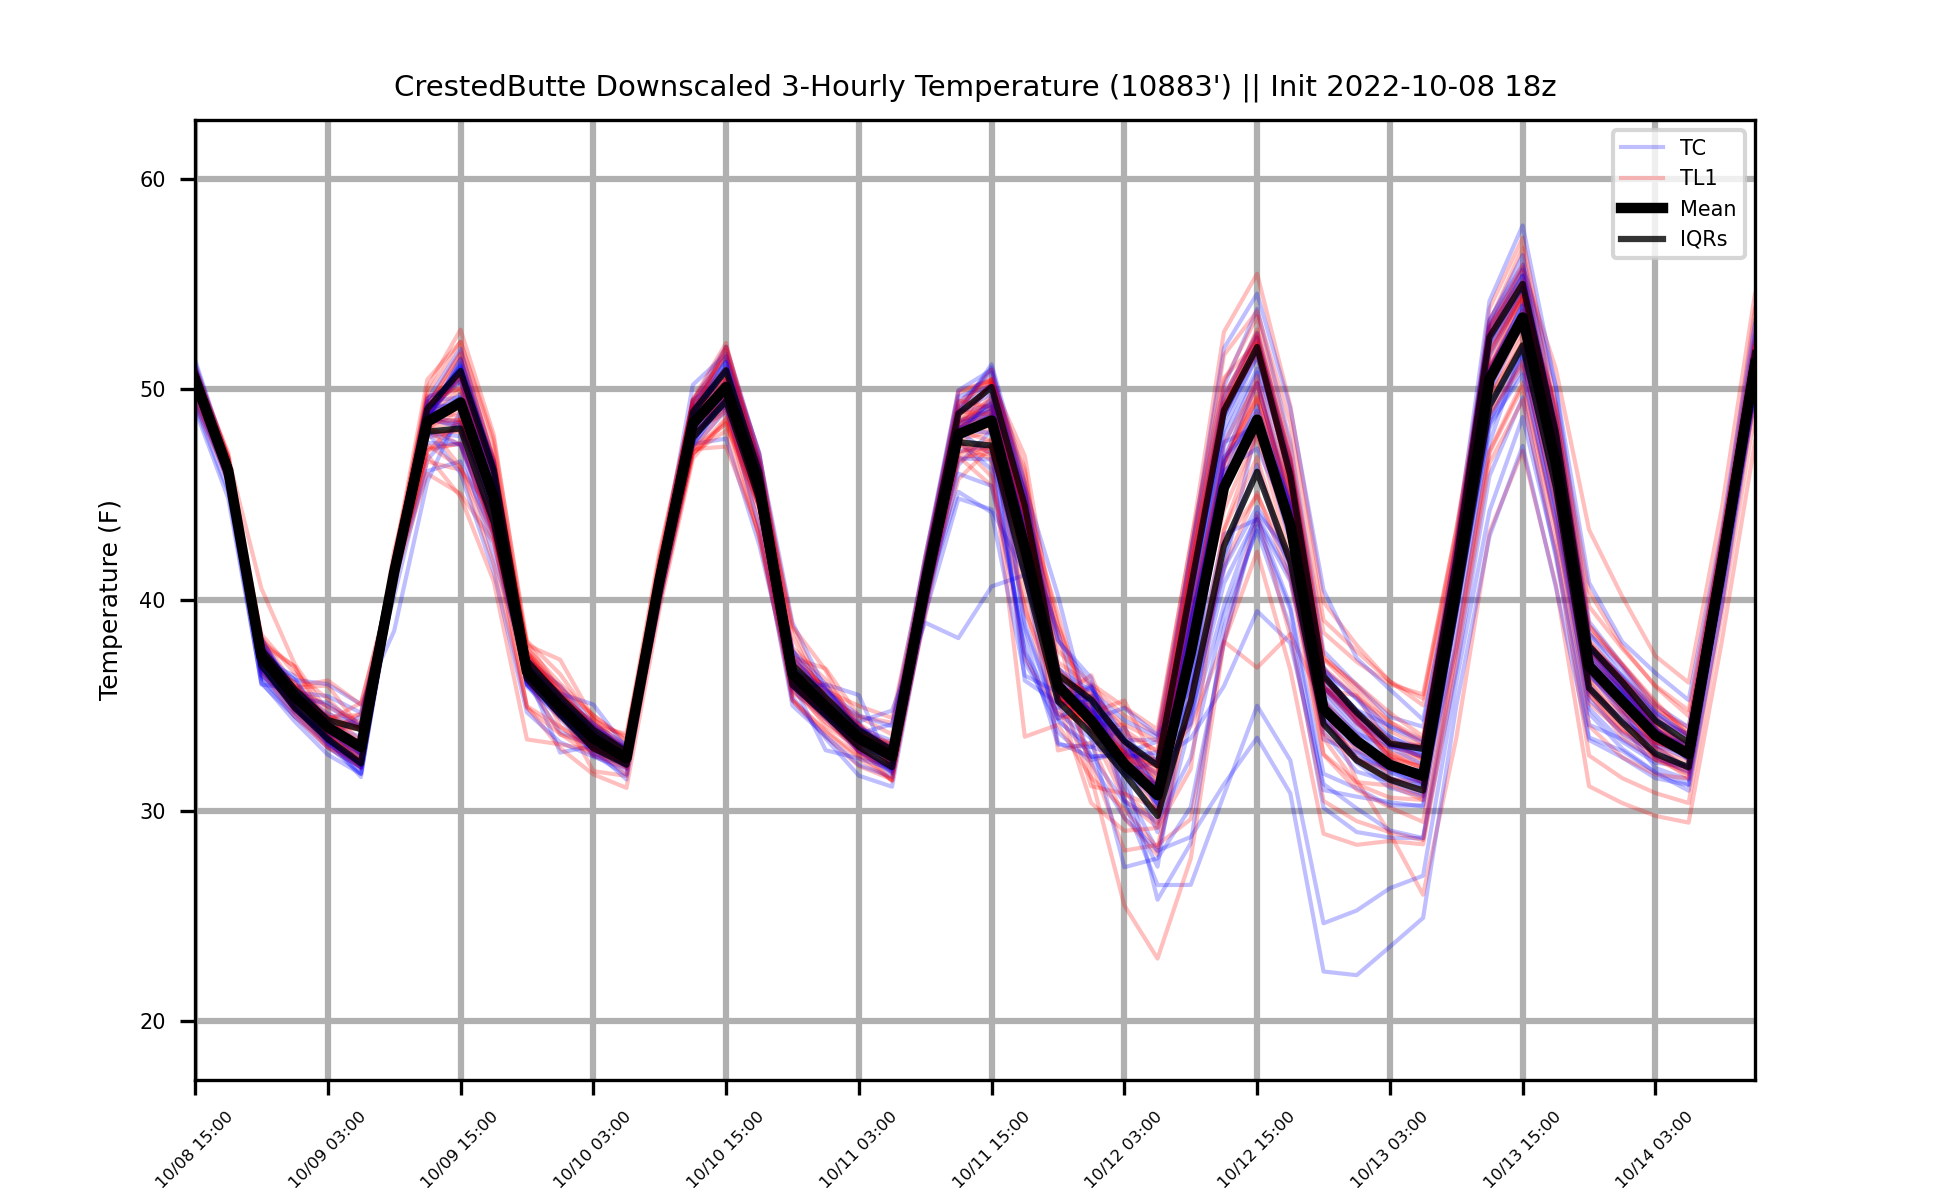 CrestedButte Downscaled 3-Hourly Temperature (10883') || Init 2022-10-08 18z
TC
TL1
Mean
IQRs
Temperature (F)
60
50
40
30
20
10/08 15:00
10/09 03:00
10/09 15:00
10/10 03:00
10/10 15:00
10/11 03:00
10/11 15:00
10/12 03:00
10/12 15:00
10/13 03:00
10/13 15:00
10/14 03:00